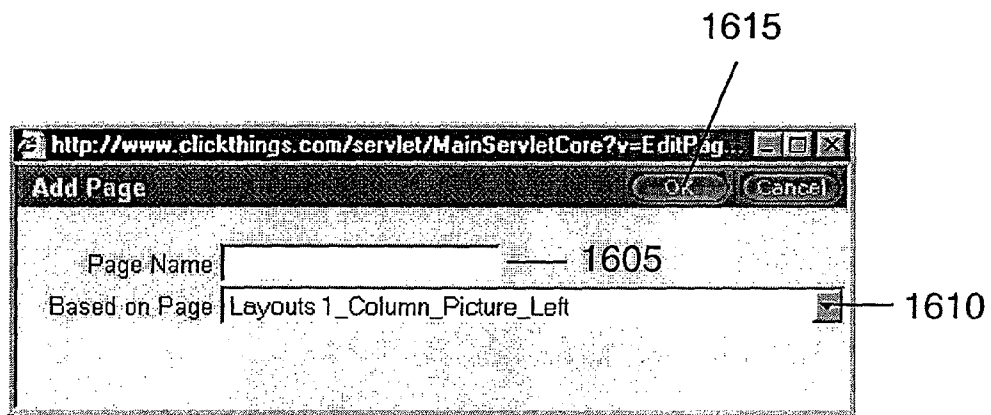 1615
http://www.clickthings.com/servlet/MainServletCore?v=EditPag...
Add Page OK Cancel
Page Name 1605
Based on Page Layouts 1_Column_Picture_Left 1610